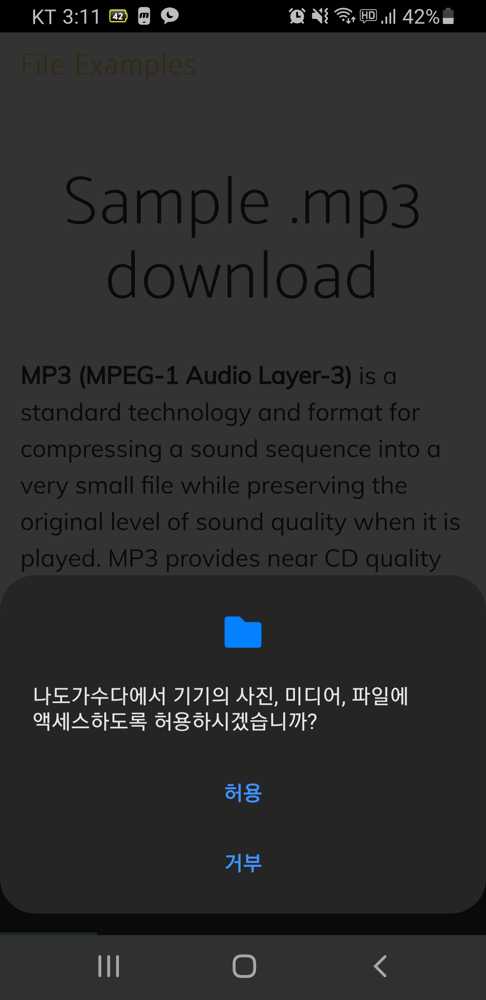 KT 3:11 42 m HD 42%
File Examples
Sample .mp3
download
MP3 (MPEG-1 Audio Layer-3) is a
standard technology and format for
compressing a sound sequence into a
very small file while preserving the
original level of sound quality when it is
played. MP3 provides near CD quality
나도가수다에서 기기의 사진, 미디어, 파일에
액세스하도록 허용하시겠습니까?
허용
거부